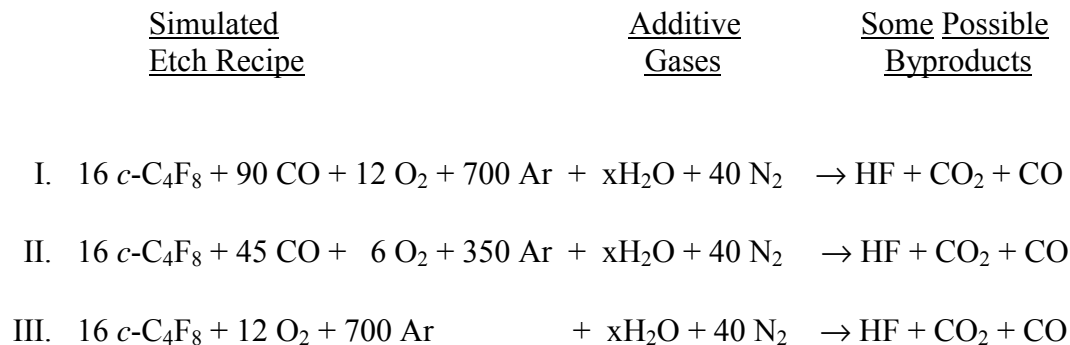 Simulated Additive Some Possible
Etch Recipe Gases Byproducts
I. 16 c-C₄F₈ + 90 CO + 12 O₂ + 700 Ar + xH₂O + 40 N₂ → HF + CO₂ + CO
II. 16 c-C₄F₈ + 45 CO + 6 O₂ + 350 Ar + xH₂O + 40 N₂ → HF + CO₂ + CO
III. 16 c-C₄F₈ + 12 O₂ + 700 Ar + xH₂O + 40 N₂ → HF + CO₂ + CO